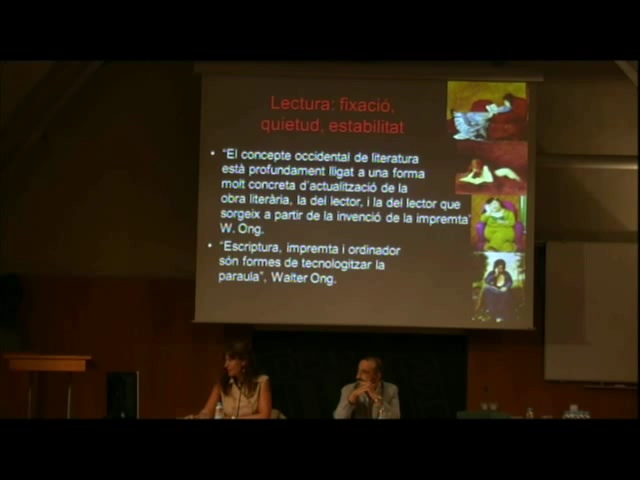 Lectura: fixació,
quietud, estabilitat
• “El concepte occidental de literatura
està profundament lligat a una forma
molt concreta d’actualització de la
obra literària, la del lector, i la del lector que
sorgeix a partir de la invenció de la impremta”
W. Ong.
• “Escriptura, impremta i ordinador
són formes de tecnologitzar la
paraula”, Walter Ong.